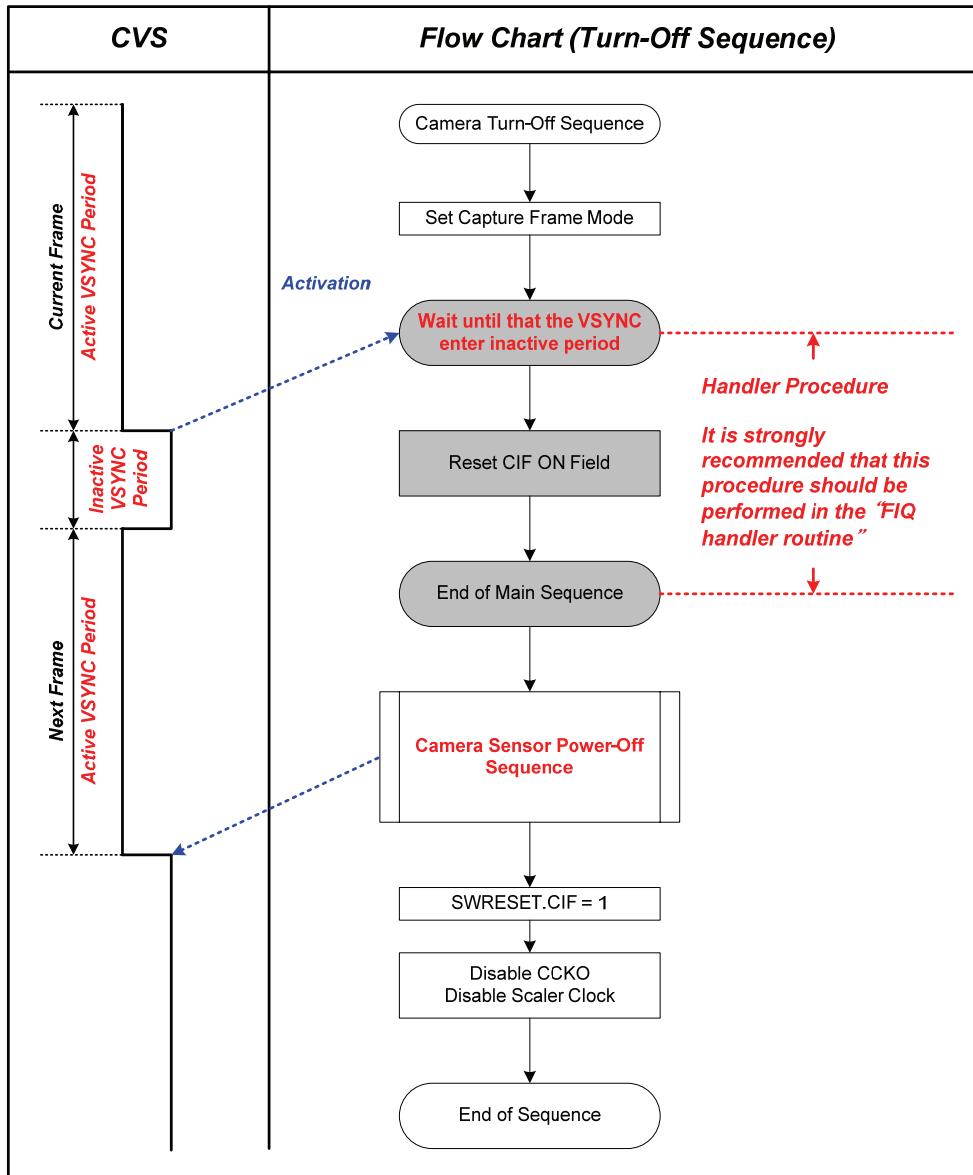 CVS
Flow Chart (Turn-Off Sequence)
Current Frame
Active VSYNC Period
Inactive
VSYNC
Period
Next Frame
Active VSYNC Period
Camera Turn-Off Sequence
Set Capture Frame Mode
Activation
Wait until that the VSYNC
enter inactive period
Reset CIF ON Field
End of Main Sequence
Handler Procedure
It is strongly
recommended that this
procedure should be
performed in the “FIQ
handler routine”
Camera Sensor Power-Off
Sequence
SWRESET.CIF = 1
Disable CCKO
Disable Scaler Clock
End of Sequence